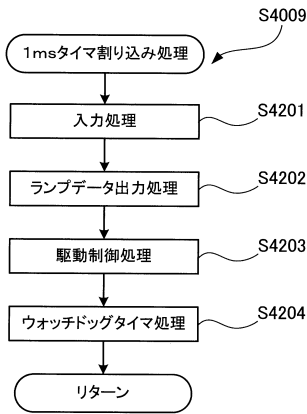 S4009
1msタイマ割り込み処理
S4201
入力処理
S4202
ランプデータ出力処理
S4203
駆動制御処理
S4204
ウォッチドッグタイマ処理
リターン